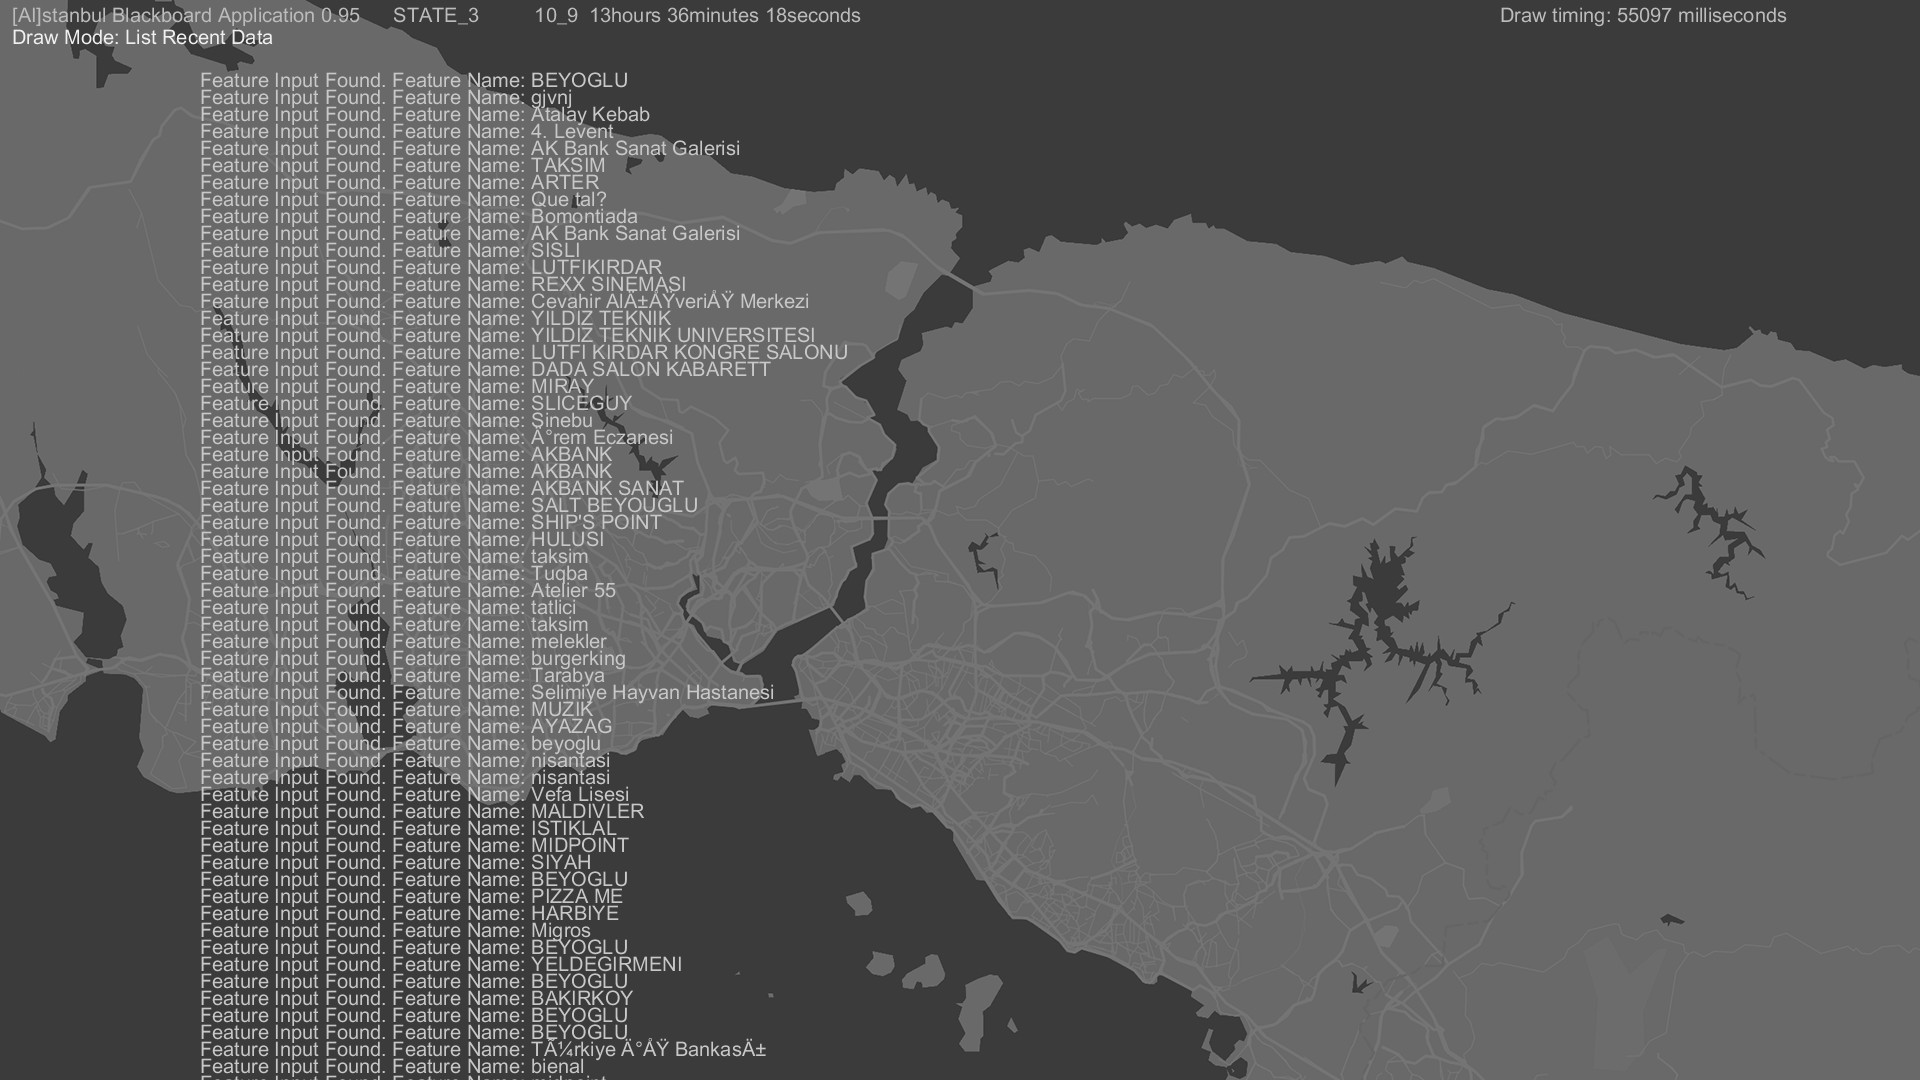 [AI]stanbul Blackboard Application 0.95 STATE_3 10_9 13hours 36minutes 18seconds Draw timing: 55097 milliseconds
Draw Mode: List Recent Data
Feature Input Found. Feature Name: BEYOGLU
Feature Input Found. Feature Name: gjvnj
Feature Input Found. Feature Name: Atalay Kebab
Feature Input Found. Feature Name: 4. Levent
Feature Input Found. Feature Name: AK Bank Sanat Galerisi
Feature Input Found. Feature Name: TAKSIM
Feature Input Found. Feature Name: ARTER
Feature Input Found. Feature Name: Que tal?
Feature Input Found. Feature Name: Bomontiada
Feature Input Found. Feature Name: AK Bank Sanat Galerisi
Feature Input Found. Feature Name: SISLI
Feature Input Found. Feature Name: LUTFIKIRDAR
Feature Input Found. Feature Name: REXX SINEMASI
Feature Input Found. Feature Name: Cevahir AlÄ±ÅŸveriÅŸ Merkezi
Feature Input Found. Feature Name: YILDIZ TEKNIK
Feature Input Found. Feature Name: YILDIZ TEKNIK UNIVERSITESI
Feature Input Found. Feature Name: LUTFI KIRDAR KONGRE SALONU
Feature Input Found. Feature Name: DADA SALON KABARETT
Feature Input Found. Feature Name: MIRAY
Feature Input Found. Feature Name: SLICEGUY
Feature Input Found. Feature Name: Sinebu
Feature Input Found. Feature Name: Ä°rem Eczanesi
Feature Input Found. Feature Name: AKBANK
Feature Input Found. Feature Name: AKBANK
Feature Input Found. Feature Name: AKBANK SANAT
Feature Input Found. Feature Name: SALT BEYOUGLU
Feature Input Found. Feature Name: SHIP'S POINT
Feature Input Found. Feature Name: HULUSI
Feature Input Found. Feature Name: taksim
Feature Input Found. Feature Name: Tuqba
Feature Input Found. Feature Name: Atelier 55
Feature Input Found. Feature Name: tatlici
Feature Input Found. Feature Name: taksim
Feature Input Found. Feature Name: melekler
Feature Input Found. Feature Name: burgerking
Feature Input Found. Feature Name: Tarabya
Feature Input Found. Feature Name: Selimiye Hayvan Hastanesi
Feature Input Found. Feature Name: MUZIK
Feature Input Found. Feature Name: AYAZAG
Feature Input Found. Feature Name: beyoglu
Feature Input Found. Feature Name: nisantasi
Feature Input Found. Feature Name: nisantasi
Feature Input Found. Feature Name: Vefa Lisesi
Feature Input Found. Feature Name: MALDIVLER
Feature Input Found. Feature Name: ISTIKLAL
Feature Input Found. Feature Name: MIDPOINT
Feature Input Found. Feature Name: SIYAH
Feature Input Found. Feature Name: BEYOGLU
Feature Input Found. Feature Name: PIZZA ME
Feature Input Found. Feature Name: HARBIYE
Feature Input Found. Feature Name: Migros
Feature Input Found. Feature Name: BEYOGLU
Feature Input Found. Feature Name: YELDEGIRMENI
Feature Input Found. Feature Name: BEYOGLU
Feature Input Found. Feature Name: BAKIRKOY
Feature Input Found. Feature Name: BEYOGLU
Feature Input Found. Feature Name: BEYOGLU
Feature Input Found. Feature Name: TÃ¼rkiye Ä°ÅŸ BankasÄ±
Feature Input Found. Feature Name: bienal